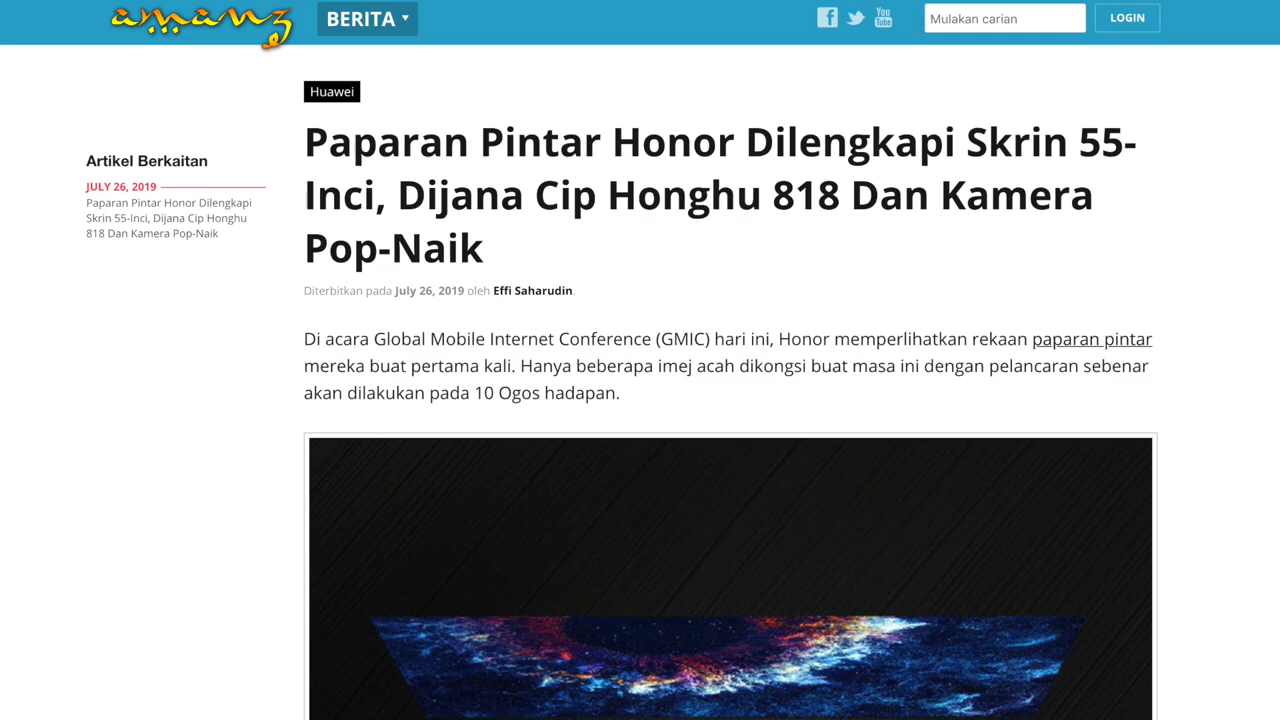 amanz
BERITA
Mulakan carian
LOGIN
Huawei
Paparan Pintar Honor Dilengkapi Skrin 55-
Inci, Dijana Cip Honghu 818 Dan Kamera
Pop-Naik
Diterbitkan pada July 26, 2019 oleh Effi Saharudin.
Artikel Berkaitan
JULY 26, 2019
Paparan Pintar Honor Dilengkapi
Skrin 55-Inci, Dijana Cip Honghu
818 Dan Kamera Pop-Naik
Di acara Global Mobile Internet Conference (GMIC) hari ini, Honor memperlihatkan rekaan paparan pintar
mereka buat pertama kali. Hanya beberapa imej acah dikongsi buat masa ini dengan pelancaran sebenar
akan dilakukan pada 10 Ogos hadapan.